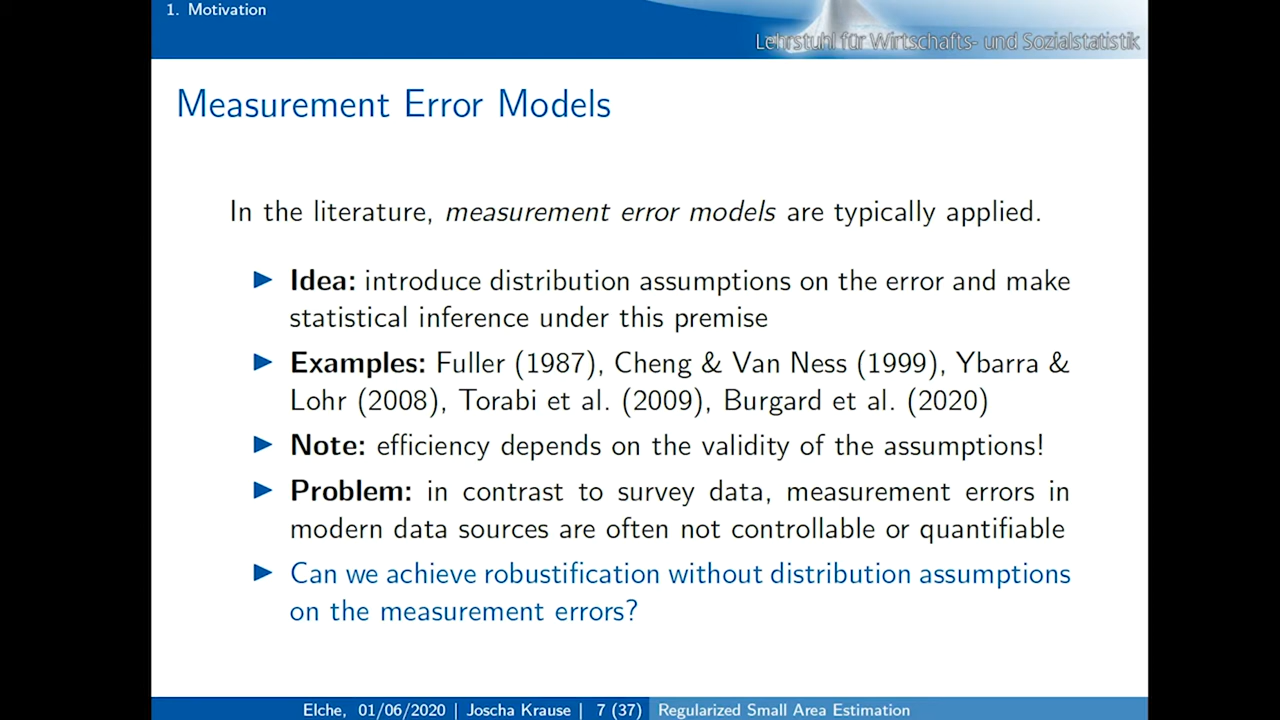 1. Motivation
Lehrstuhl für Wirtschafts- und Sozialstatistik
Measurement Error Models
In the literature, measurement error models are typically applied.
▶ Idea: introduce distribution assumptions on the error and make
statistical inference under this premise
▶ Examples: Fuller (1987), Cheng & Van Ness (1999), Ybarra &
Lohr (2008), Torabi et al. (2009), Burgard et al. (2020)
▶ Note: efficiency depends on the validity of the assumptions!
▶ Problem: in contrast to survey data, measurement errors in
modern data sources are often not controllable or quantifiable
▶ Can we achieve robustification without distribution assumptions
on the measurement errors?
Elche, 01/06/2020 | Joscha Krause | 7 (37) Regularized Small Area Estimation